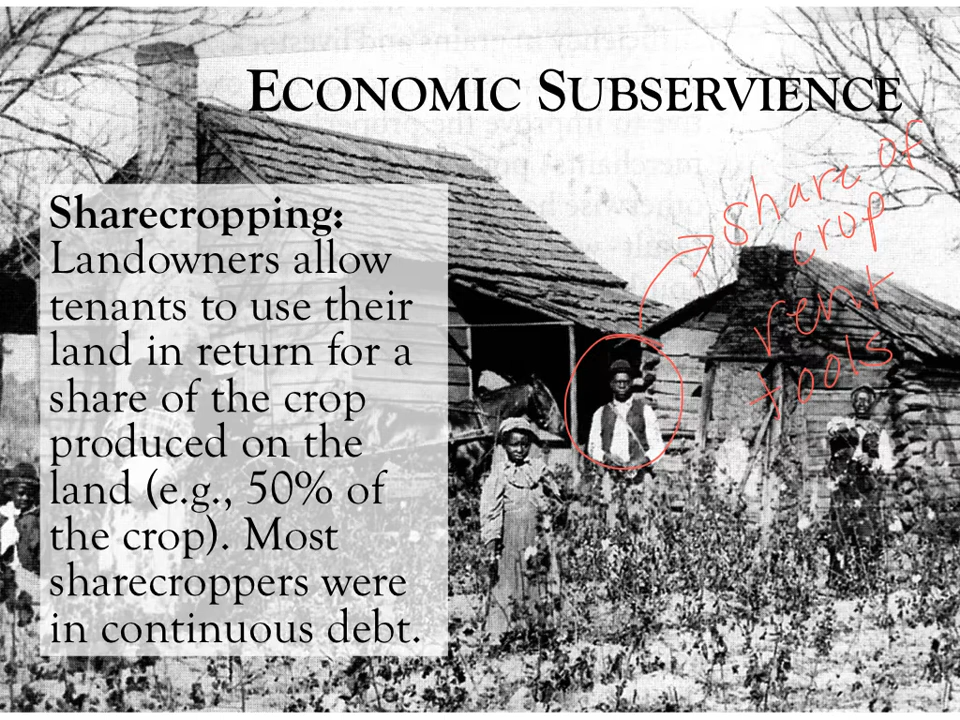 ECONOMIC SUBSERVIENCE
Sharecropping:
Landowners allow
tenants to use their
land in return for a
share of the crop
produced on the
land (e.g., 50% of
the crop). Most
sharecroppers were
in continuous debt.
share of
crop
rent
tools